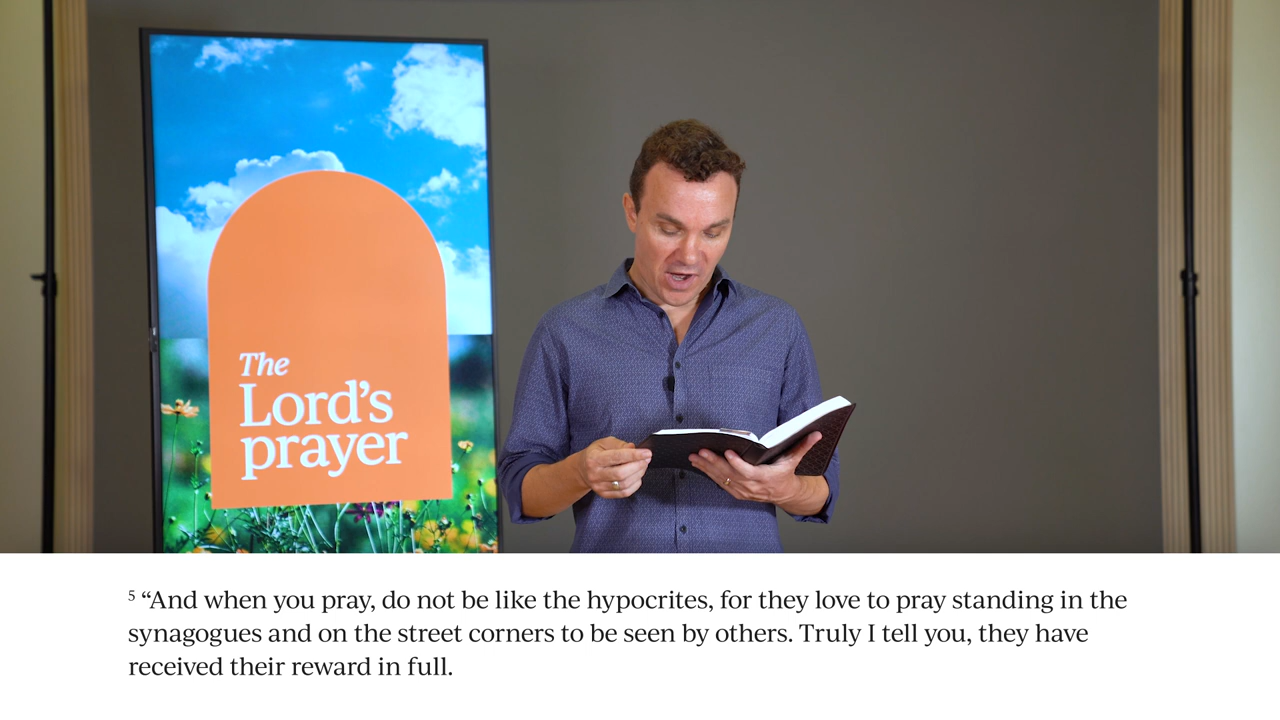 The
Lord’s
prayer
5 “And when you pray, do not be like the hypocrites, for they love to pray standing in the
synagogues and on the street corners to be seen by others. Truly I tell you, they have
received their reward in full.